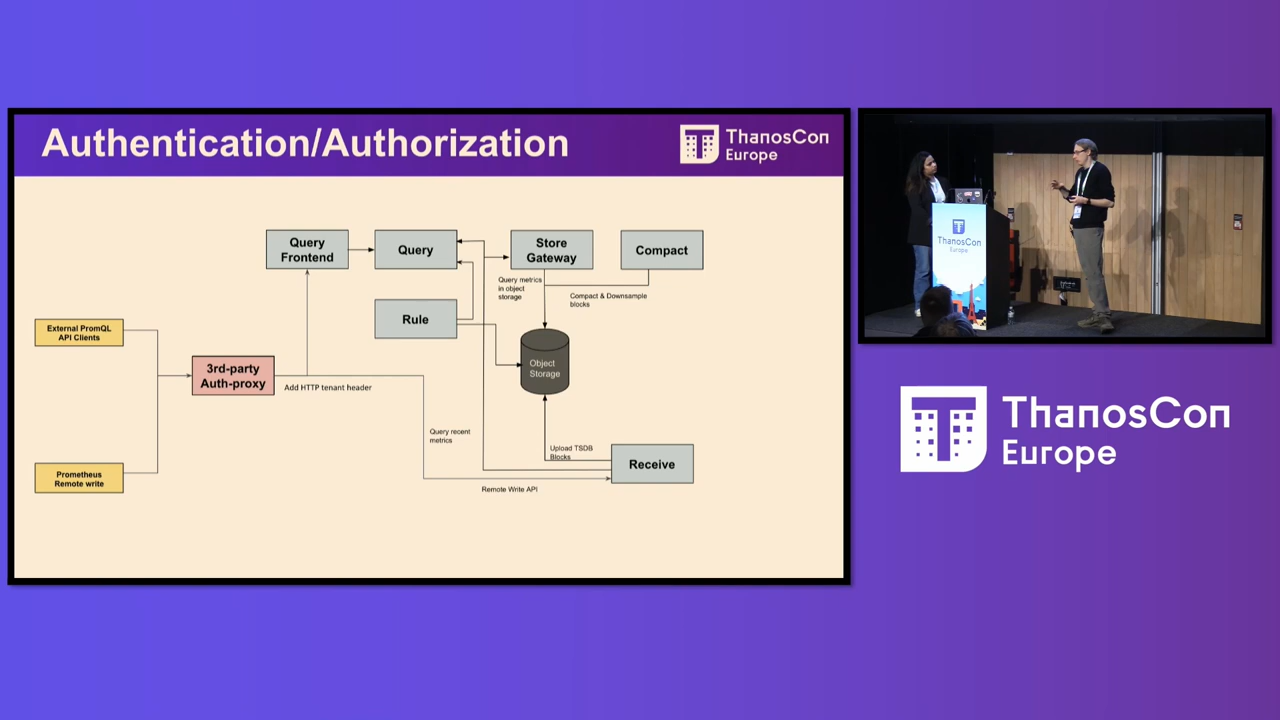 Authentication/Authorization
ThanosCon
Europe
Query
Frontend
Query
Store
Gateway
Compact
Query metrics
in object
storage
Compact & Downsample
blocks
Rule
External PromQL
API Clients
3rd-party
Auth-proxy
Add HTTP tenant header
Object
Storage
Query recent
metrics
Upload TSDB
Blocks
Receive
Prometheus
Remote write
Remote Write API
ThanosCon
Europe
ThanosCon
Europe